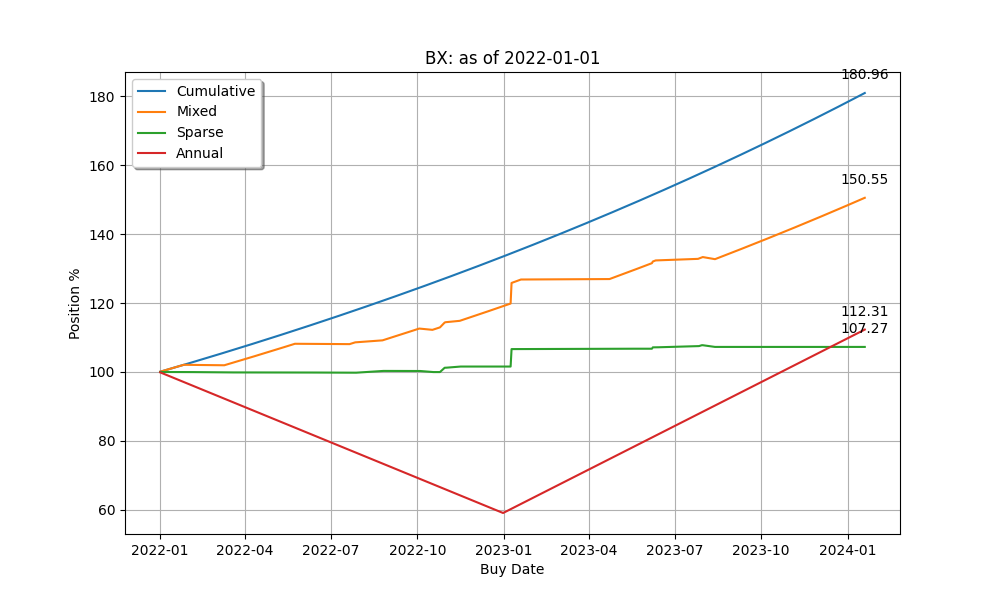 BX: as of 2022-01-01
180.96
180
Cumulative
Mixed
Sparse
Annual
160
150.55
140
120
112.31
107.27
100
80
60
Position %
2022-01 2022-04 2022-07 2022-10 2023-01 2023-04 2023-07 2023-10 2024-01
Buy Date